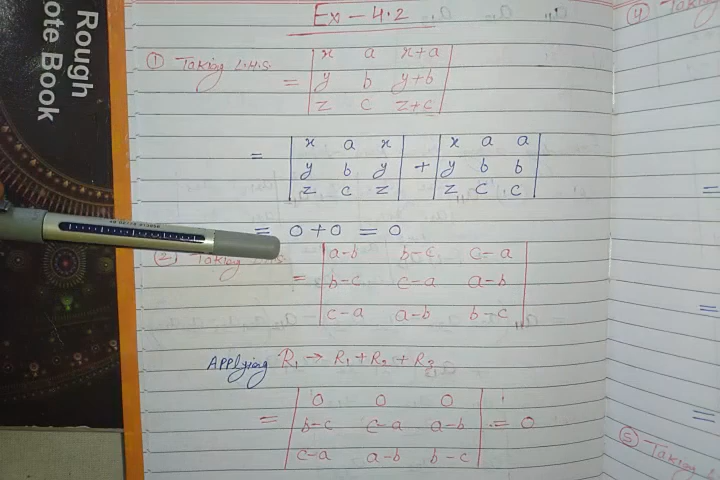 Rough
ote Book
Ex - 4.2
① Taking L.H.S.
= | x a x+a |
| y b y+b |
| z c z+c |
= | x a x | + | x a a |
| y b y | | y b b |
| z c z | | z c c |
= 0 + 0 = 0
② Taking
= | a-b b-c c-a |
| b-c c-a a-b |
| c-a a-b b-c |
Applying R₁ → R₁ + R₂ + R₃
= | 0 0 0 |
| b-c c-a a-b | = 0
| c-a a-b b-c |
④ Taking
=
=
=
⑤ Taking